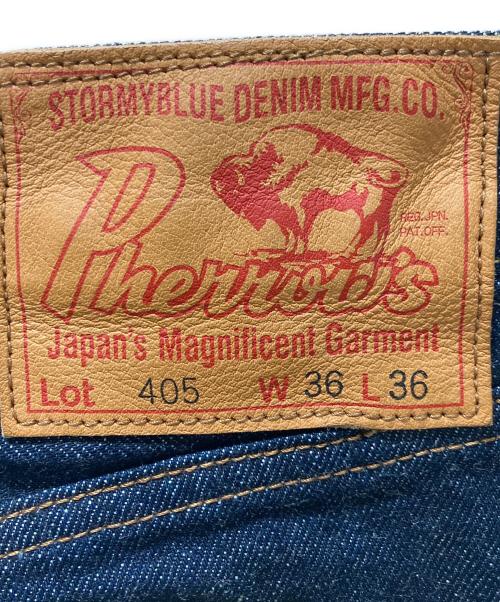 STORMYBLUE DENIM MFG.CO.
Pherrow's
REG.JPN.
PAT.OFF.
Japan's Magnificent Garment
Lot 405 W 36 L 36